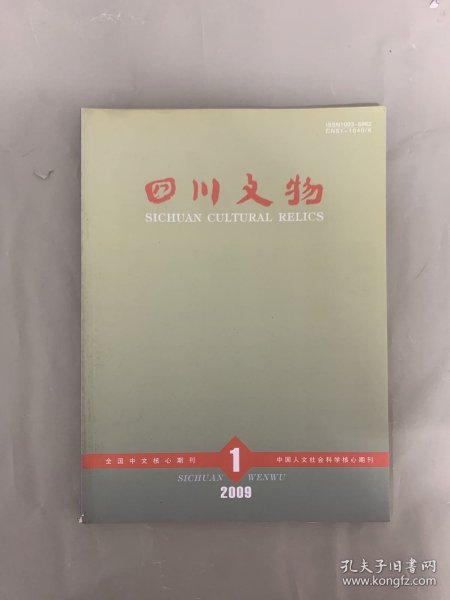 ISSN1003-6962
CN51-1040/K
四川文物
SICHUAN CULTURAL RELICS
全国中文核心期刊
1
中国人文社会科学核心期刊
SICHUAN WENWU
2009
孔夫子旧书网
www.kongfz.com